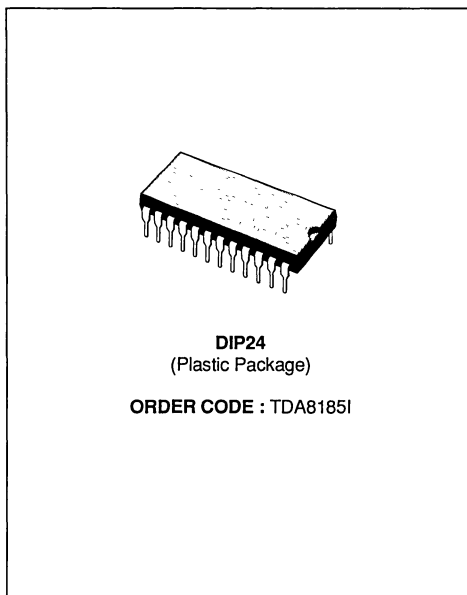 DIP24
(Plastic Package)
ORDER CODE : TDA8185I